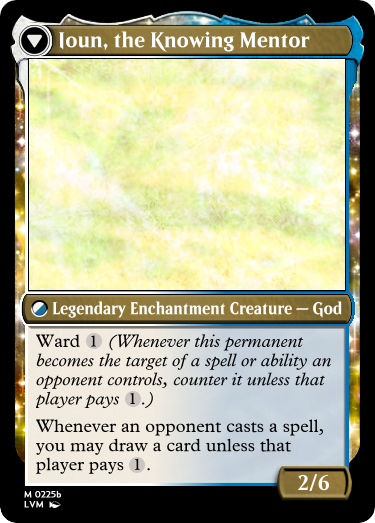 Ioun, the Knowing Mentor
Legendary Enchantment Creature — God
Ward 1 (Whenever this permanent
becomes the target of a spell or ability an
opponent controls, counter it unless that
player pays 1.)
Whenever an opponent casts a spell,
you may draw a card unless that
player pays 1.
2/6
M 0225b
LVM